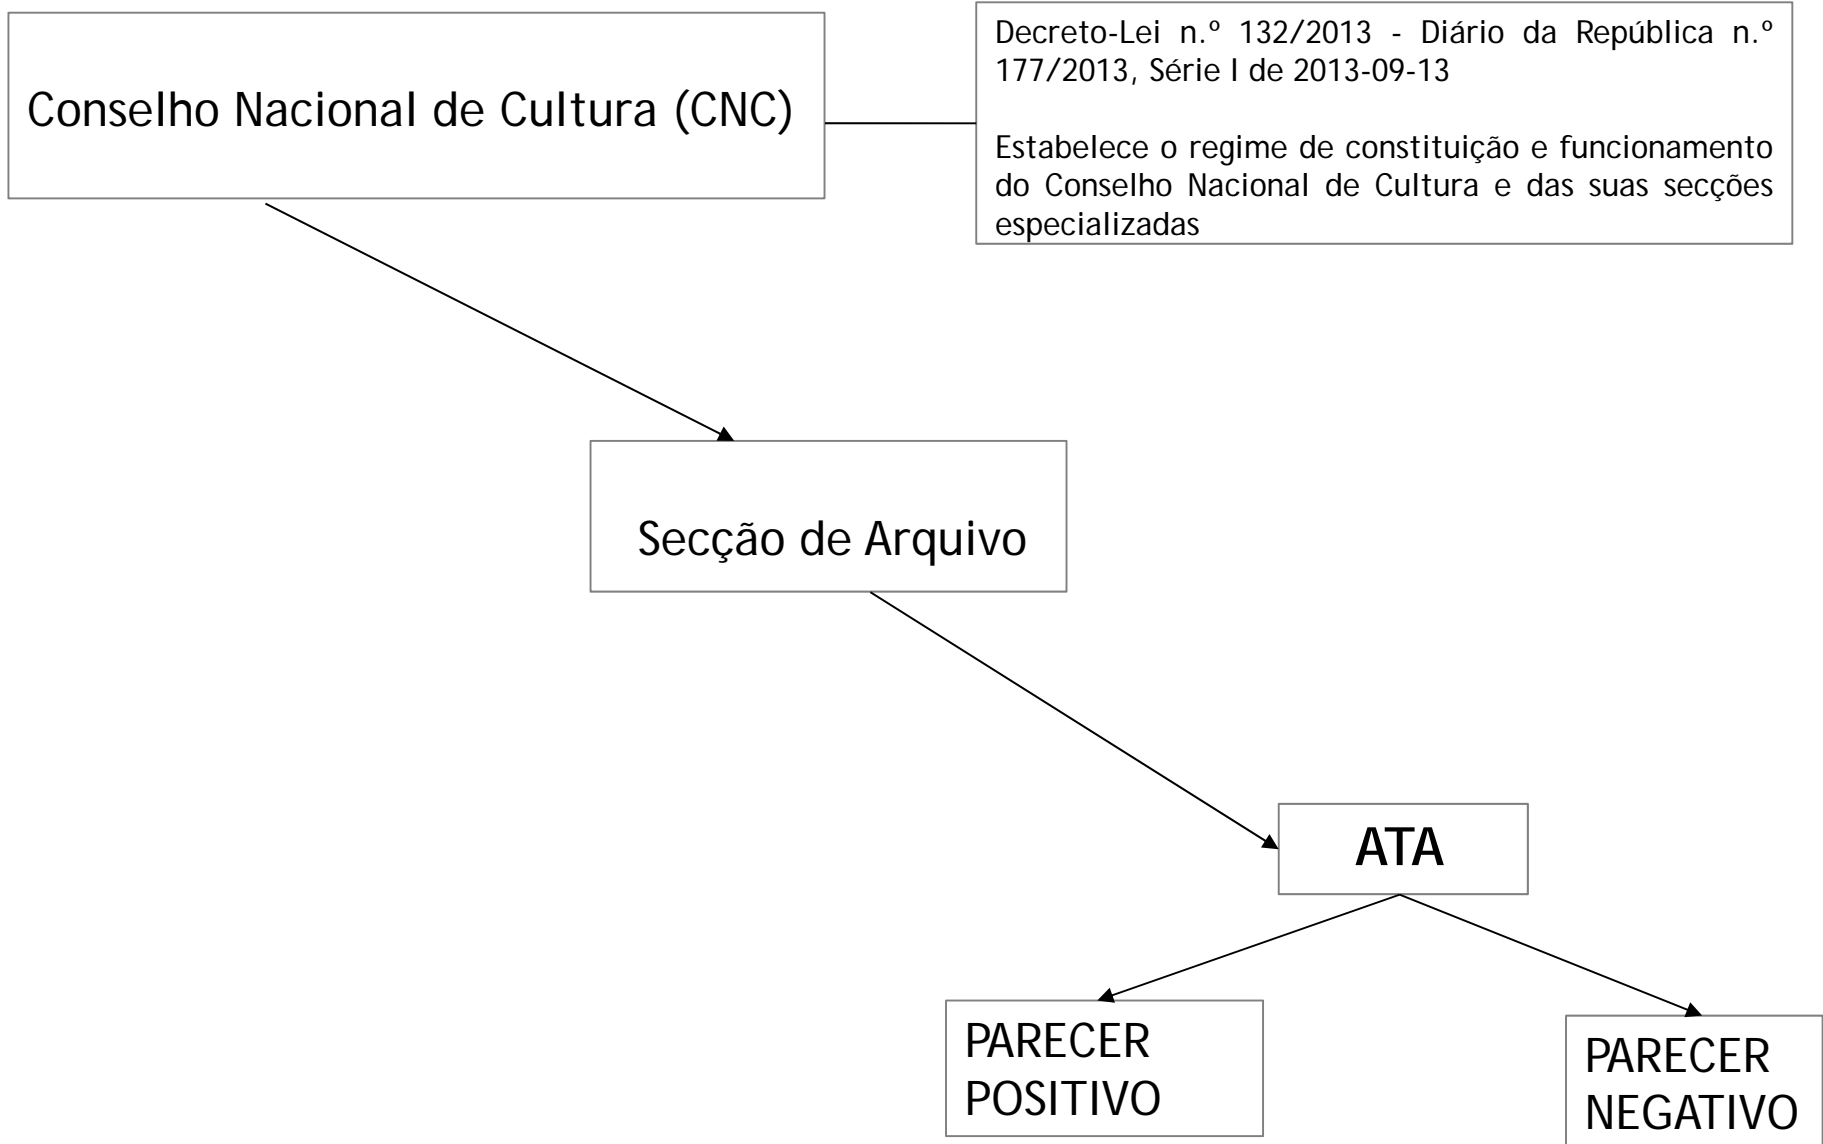 Conselho Nacional de Cultura (CNC)
Decreto-Lei n.º 132/2013 - Diário da República n.º
177/2013, Série I de 2013-09-13
Estabelece o regime de constituição e funcionamento
do Conselho Nacional de Cultura e das suas secções
especializadas
Secção de Arquivo
ATA
PARECER
POSITIVO
PARECER
NEGATIVO